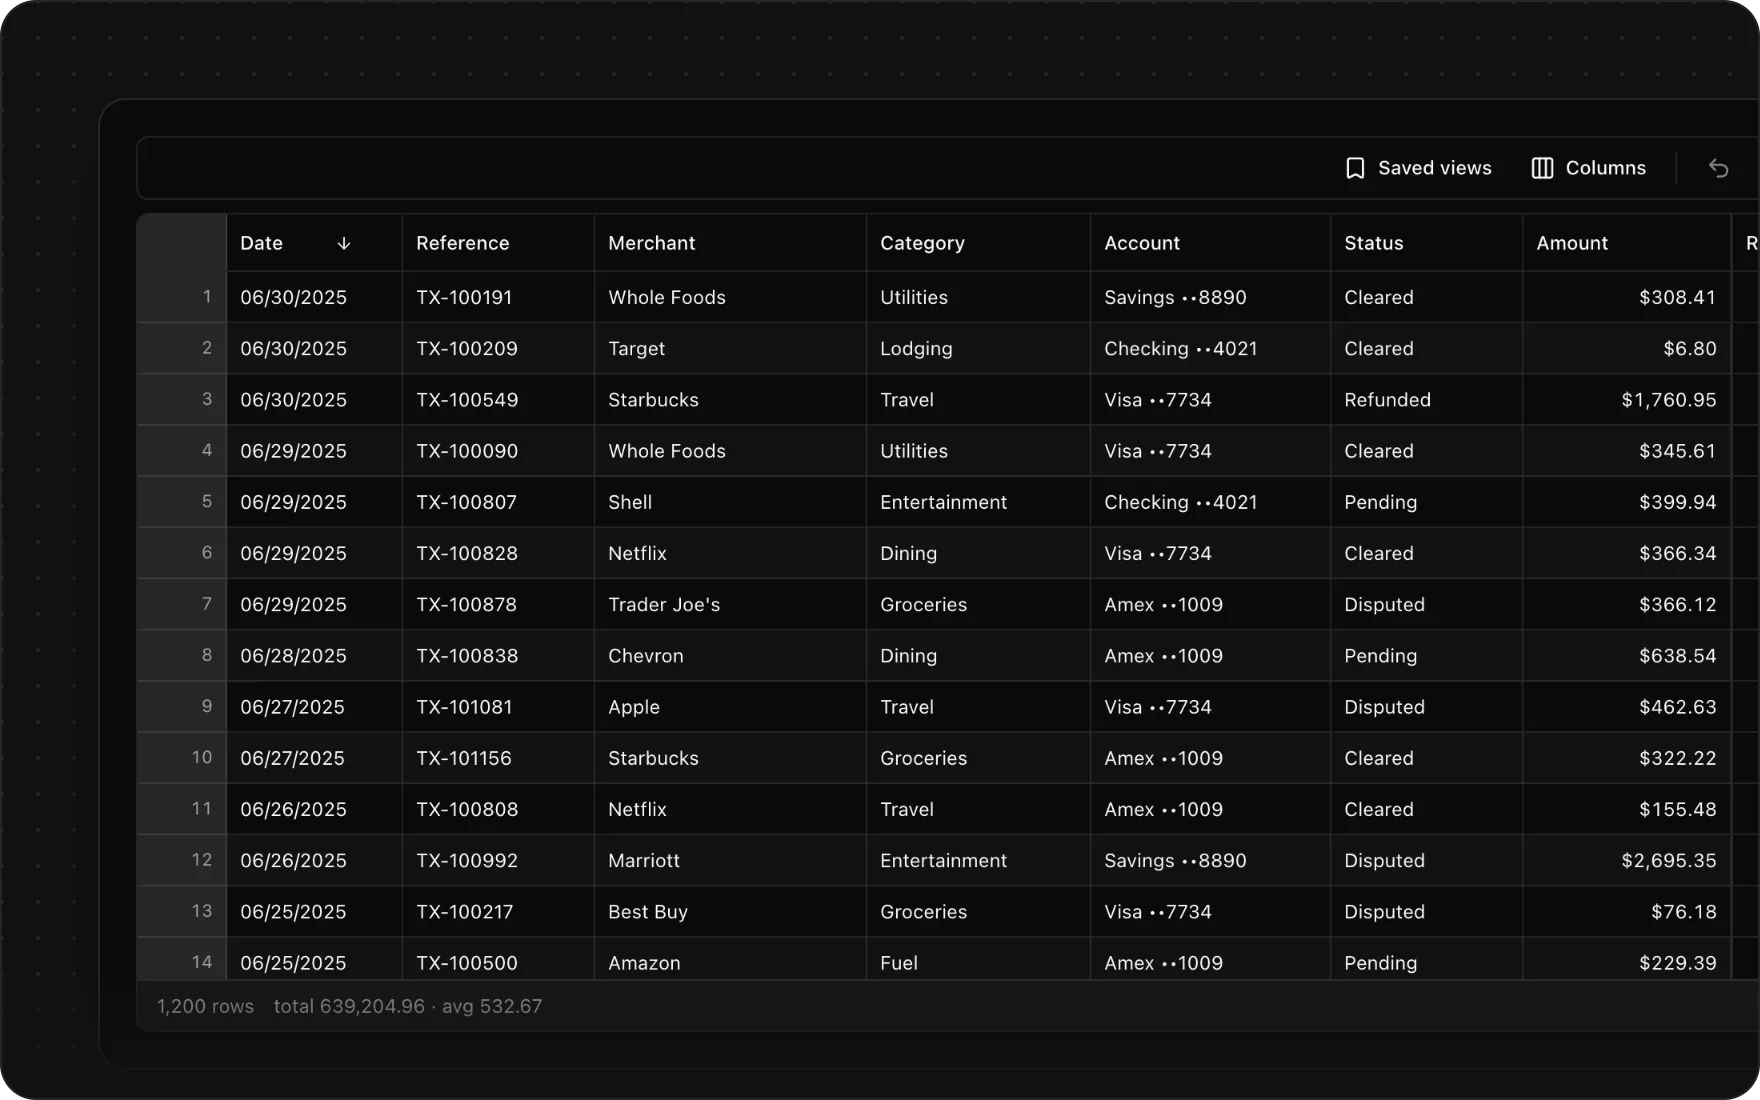 Saved views Columns
Date Reference Merchant Category Account Status Amount R
1 06/30/2025 TX-100191 Whole Foods Utilities Savings ••8890 Cleared $308.41
2 06/30/2025 TX-100209 Target Lodging Checking ••4021 Cleared $6.80
3 06/30/2025 TX-100549 Starbucks Travel Visa ••7734 Refunded $1,760.95
4 06/29/2025 TX-100090 Whole Foods Utilities Visa ••7734 Cleared $345.61
5 06/29/2025 TX-100807 Shell Entertainment Checking ••4021 Pending $399.94
6 06/29/2025 TX-100828 Netflix Dining Visa ••7734 Cleared $366.34
7 06/29/2025 TX-100878 Trader Joe's Groceries Amex ••1009 Disputed $366.12
8 06/28/2025 TX-100838 Chevron Dining Amex ••1009 Pending $638.54
9 06/27/2025 TX-101081 Apple Travel Visa ••7734 Disputed $462.63
10 06/27/2025 TX-101156 Starbucks Groceries Amex ••1009 Cleared $322.22
11 06/26/2025 TX-100808 Netflix Travel Amex ••1009 Cleared $155.48
12 06/26/2025 TX-100992 Marriott Entertainment Savings ••8890 Disputed $2,695.35
13 06/25/2025 TX-100217 Best Buy Groceries Visa ••7734 Disputed $76.18
14 06/25/2025 TX-100500 Amazon Fuel Amex ••1009 Pending $229.39
1,200 rows total 639,204.96 · avg 532.67